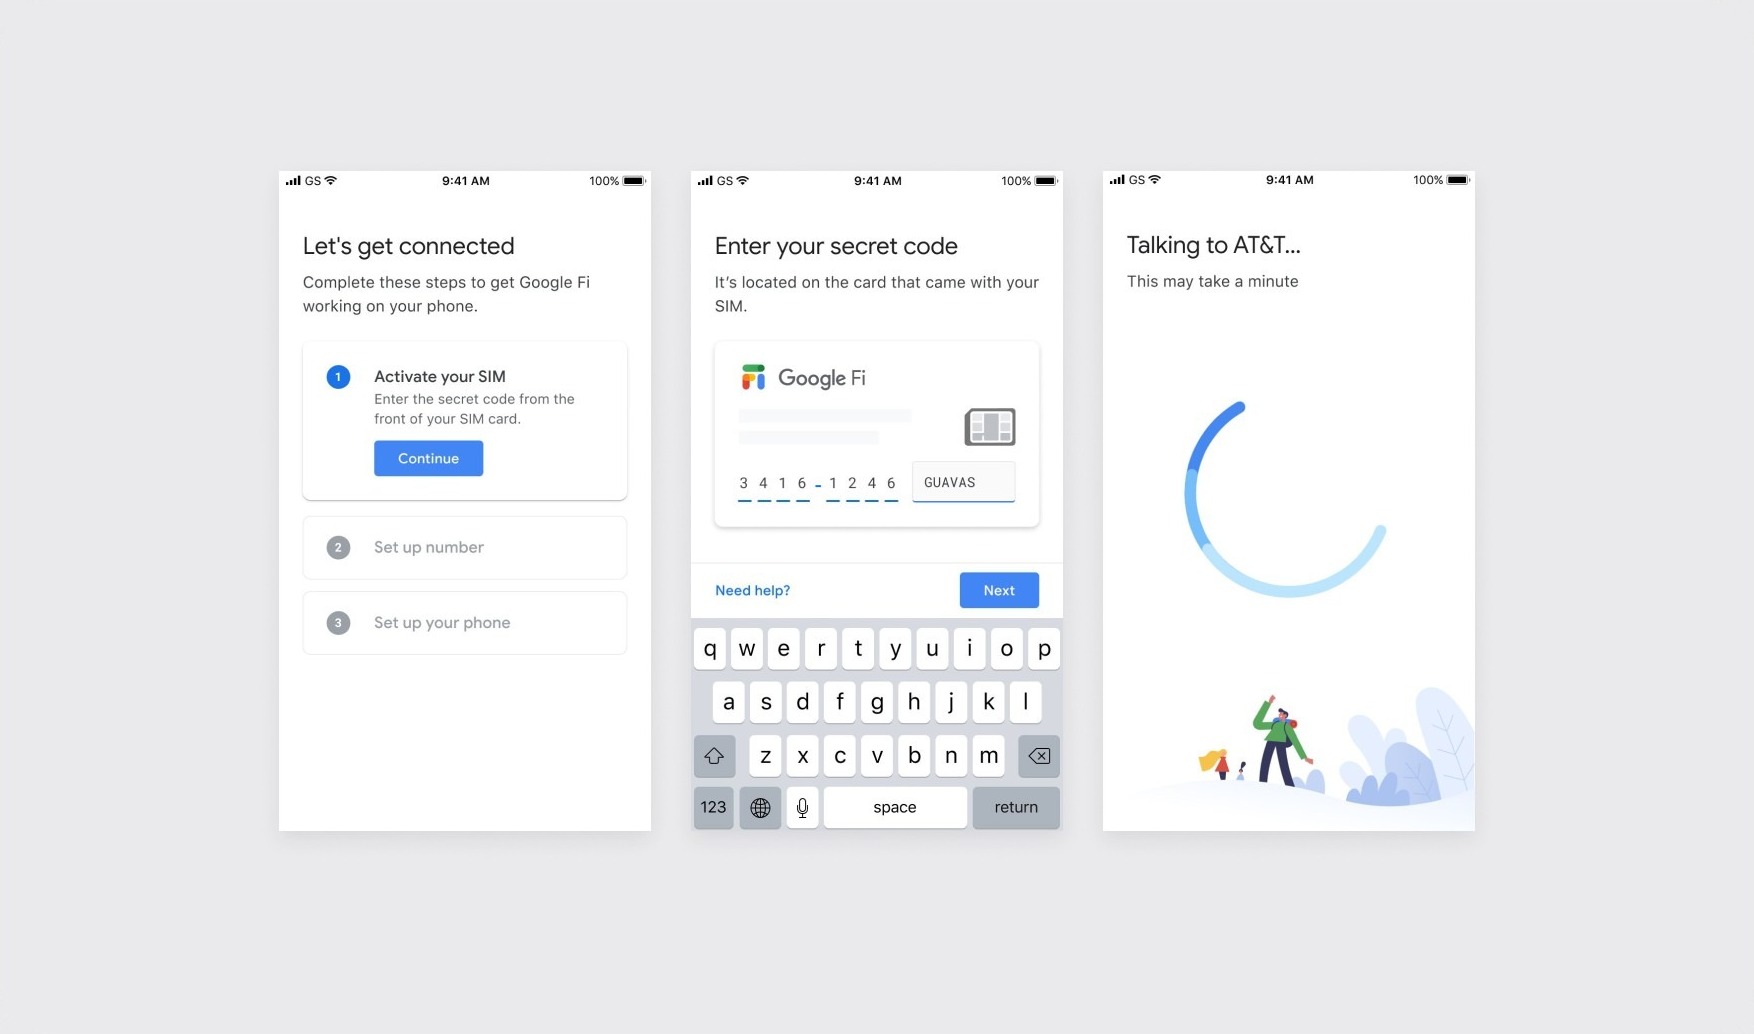 GS 9:41 AM 100%
Let's get connected
Complete these steps to get Google Fi
working on your phone.
1 Activate your SIM
Enter the secret code from the
front of your SIM card.
Continue
2 Set up number
3 Set up your phone
GS 9:41 AM 100%
Enter your secret code
It’s located on the card that came with your
SIM.
Google Fi
3 4 1 6 - 1 2 4 6 GUAVAS
Need help? Next
q w e r t y u i o p
a s d f g h j k l
z x c v b n m
123 space return
GS 9:41 AM 100%
Talking to AT&T...
This may take a minute